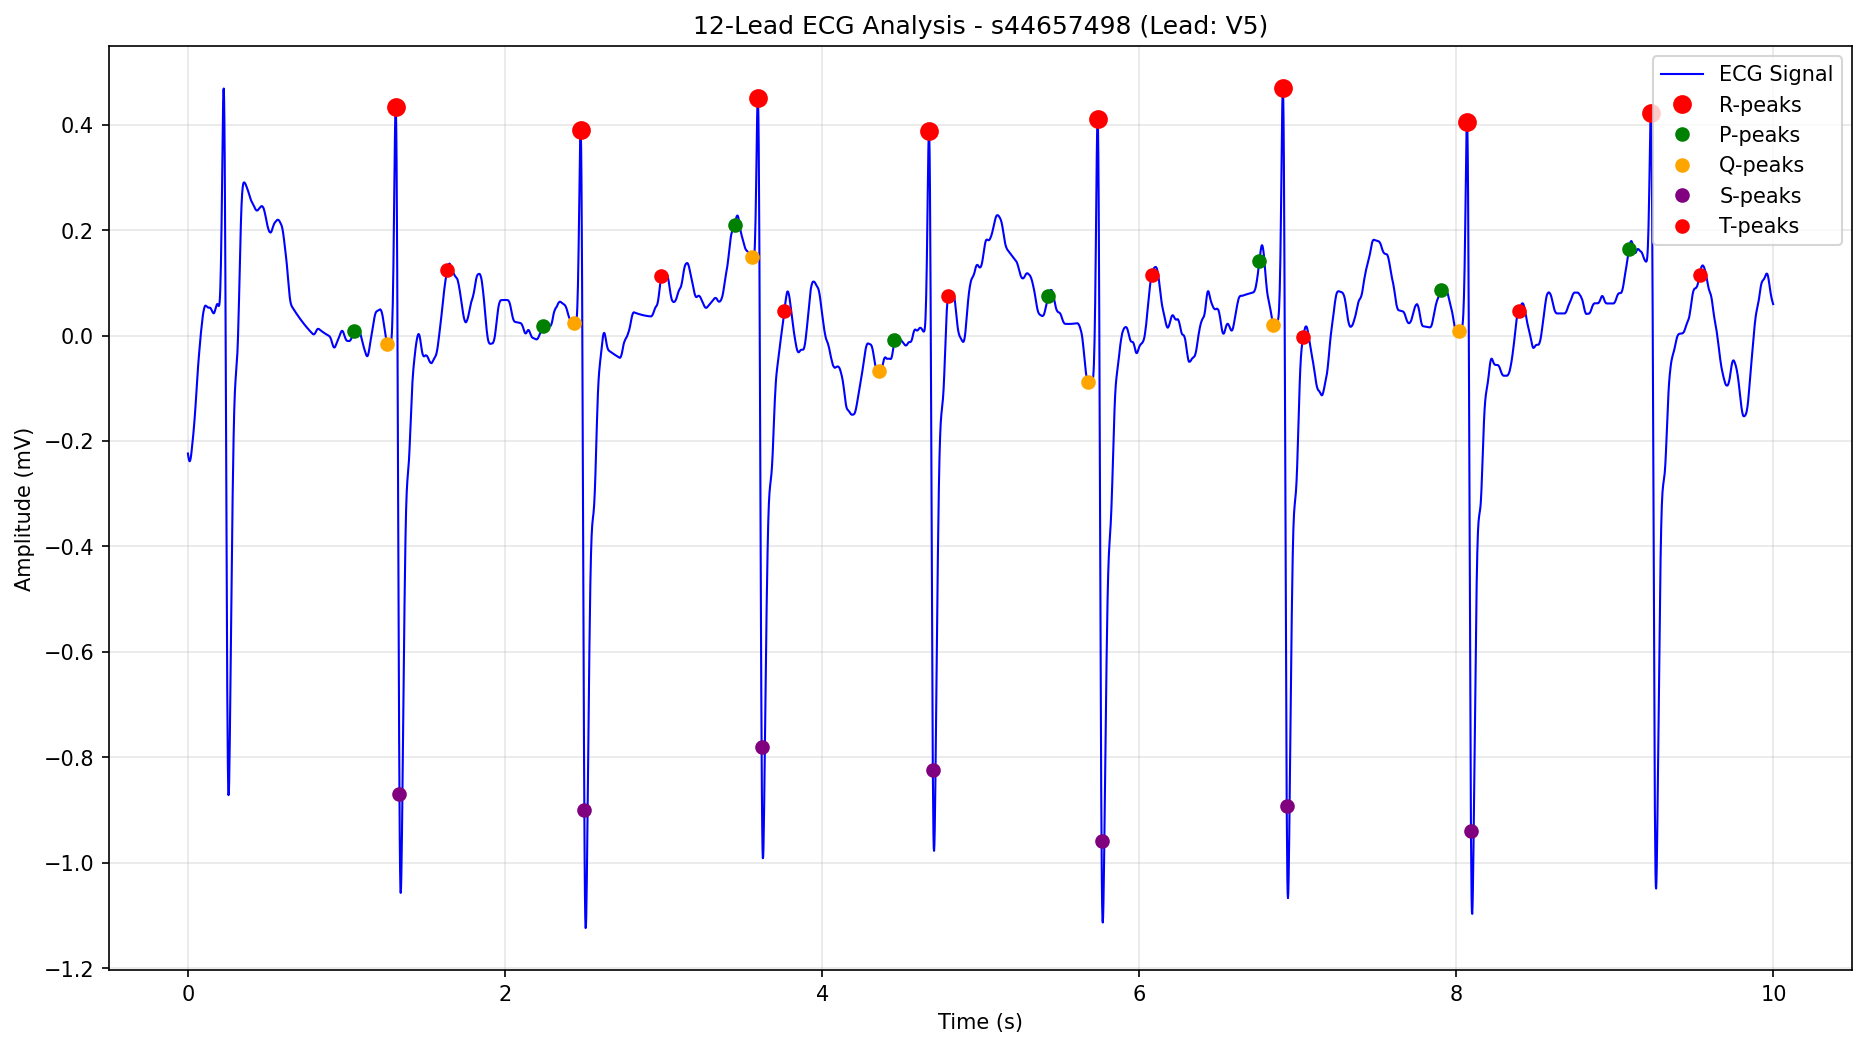 12-Lead ECG Analysis - s44657498 (Lead: V5)
ECG Signal
R-peaks
P-peaks
Q-peaks
S-peaks
T-peaks
Amplitude (mV)
0.4
0.2
0.0
−0.2
−0.4
−0.6
−0.8
−1.0
−1.2
0 2 4 6 8 10
Time (s)